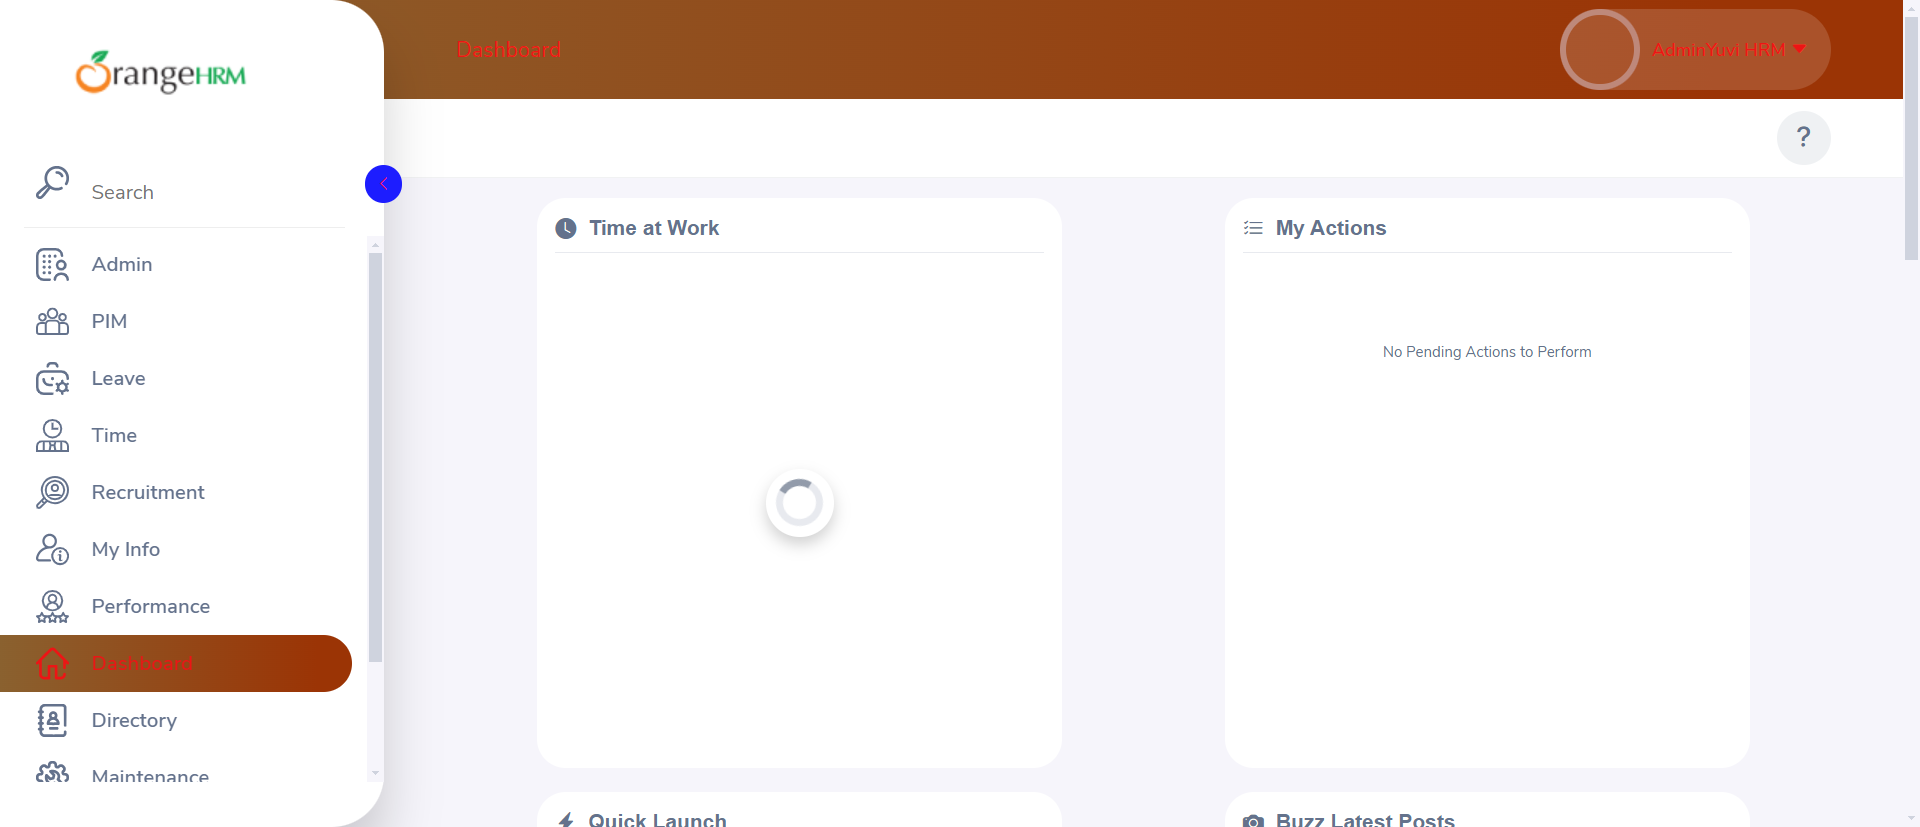 OrangeHRM
Dashboard
AdminYuvi HRM
?
Search
Admin
PIM
Leave
Time
Recruitment
My Info
Performance
Dashboard
Directory
Maintenance
Time at Work
My Actions
No Pending Actions to Perform
Quick Launch
Buzz Latest Posts